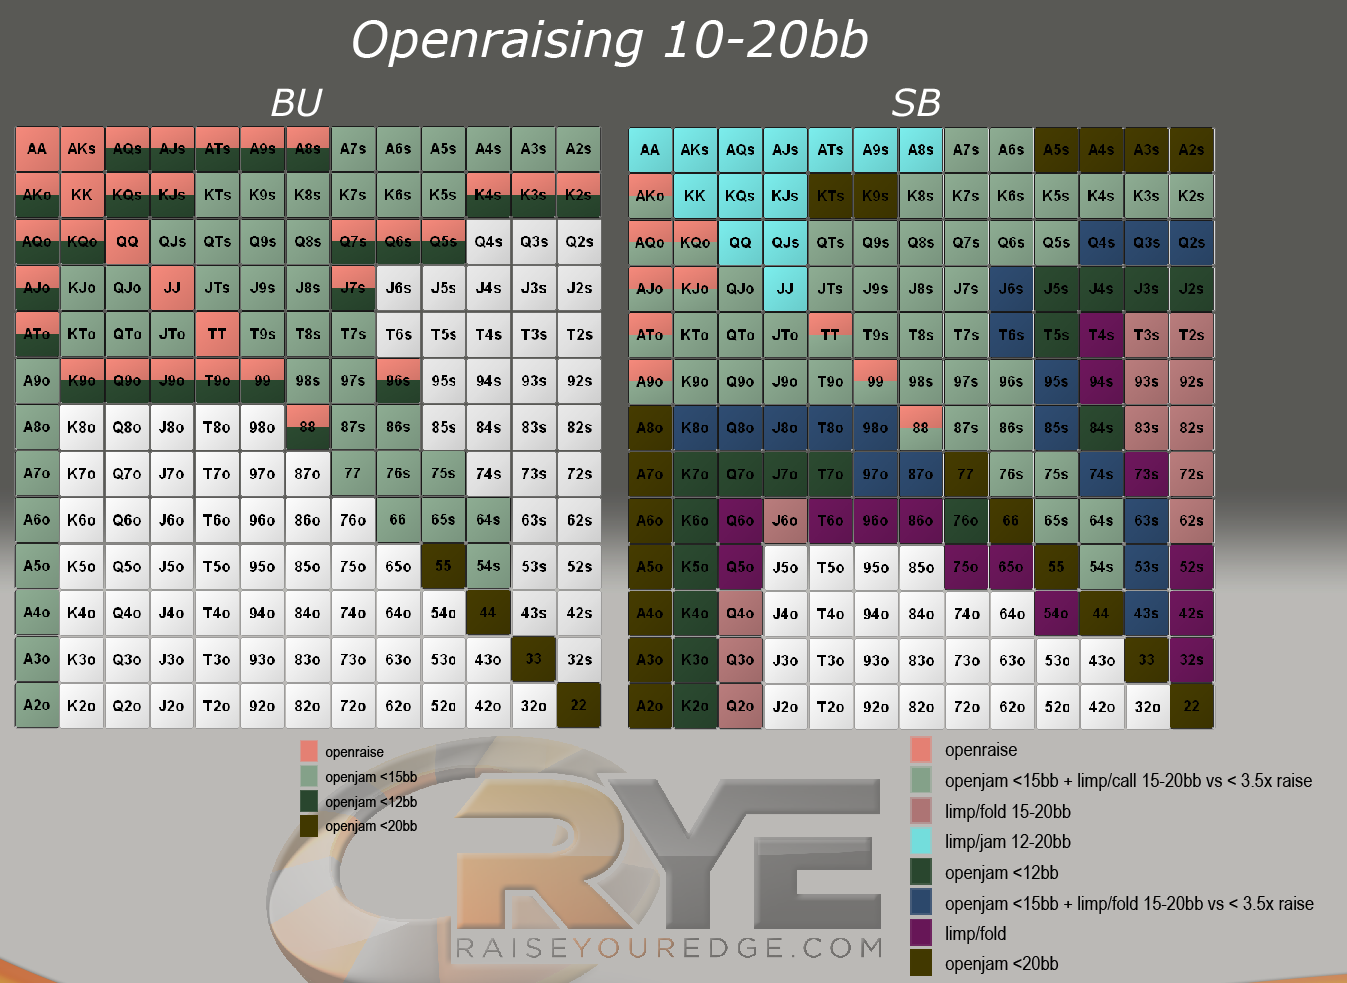 Openraising 10-20bb
BU
AA AKs AQs AJs ATs A9s A8s A7s A6s A5s A4s A3s A2s
AKo KK KQs KJs KTs K9s K8s K7s K6s K5s K4s K3s K2s
AQo KQo QQ QJs QTs Q9s Q8s Q7s Q6s Q5s Q4s Q3s Q2s
AJo KJo QJo JJ JTs J9s J8s J7s J6s J5s J4s J3s J2s
ATo KTo QTo JTo TT T9s T8s T7s T6s T5s T4s T3s T2s
A9o K9o Q9o J9o T9o 99 98s 97s 96s 95s 94s 93s 92s
A8o K8o Q8o J8o T8o 98o 88 87s 86s 85s 84s 83s 82s
A7o K7o Q7o J7o T7o 97o 87o 77 76s 75s 74s 73s 72s
A6o K6o Q6o J6o T6o 96o 86o 76o 66 65s 64s 63s 62s
A5o K5o Q5o J5o T5o 95o 85o 75o 65o 55 54s 53s 52s
A4o K4o Q4o J4o T4o 94o 84o 74o 64o 54o 44 43s 42s
A3o K3o Q3o J3o T3o 93o 83o 73o 63o 53o 43o 33 32s
A2o K2o Q2o J2o T2o 92o 82o 72o 62o 52o 42o 32o 22
openraise
openjam <15bb
openjam <12bb
openjam <20bb
SB
AA AKs AQs AJs ATs A9s A8s A7s A6s A5s A4s A3s A2s
AKo KK KQs KJs KTs K9s K8s K7s K6s K5s K4s K3s K2s
AQo KQo QQ QJs QTs Q9s Q8s Q7s Q6s Q5s Q4s Q3s Q2s
AJo KJo QJo JJ JTs J9s J8s J7s J6s J5s J4s J3s J2s
ATo KTo QTo JTo TT T9s T8s T7s T6s T5s T4s T3s T2s
A9o K9o Q9o J9o T9o 99 98s 97s 96s 95s 94s 93s 92s
A8o K8o Q8o J8o T8o 98o 88 87s 86s 85s 84s 83s 82s
A7o K7o Q7o J7o T7o 97o 87o 77 76s 75s 74s 73s 72s
A6o K6o Q6o J6o T6o 96o 86o 76o 66 65s 64s 63s 62s
A5o K5o Q5o J5o T5o 95o 85o 75o 65o 55 54s 53s 52s
A4o K4o Q4o J4o T4o 94o 84o 74o 64o 54o 44 43s 42s
A3o K3o Q3o J3o T3o 93o 83o 73o 63o 53o 43o 33 32s
A2o K2o Q2o J2o T2o 92o 82o 72o 62o 52o 42o 32o 22
openraise
openjam <15bb + limp/call 15-20bb vs < 3.5x raise
limp/fold 15-20bb
limp/jam 12-20bb
openjam <12bb
openjam <15bb + limp/fold 15-20bb vs < 3.5x raise
limp/fold
openjam <20bb
RYE
RAISEYOUREDGE.COM